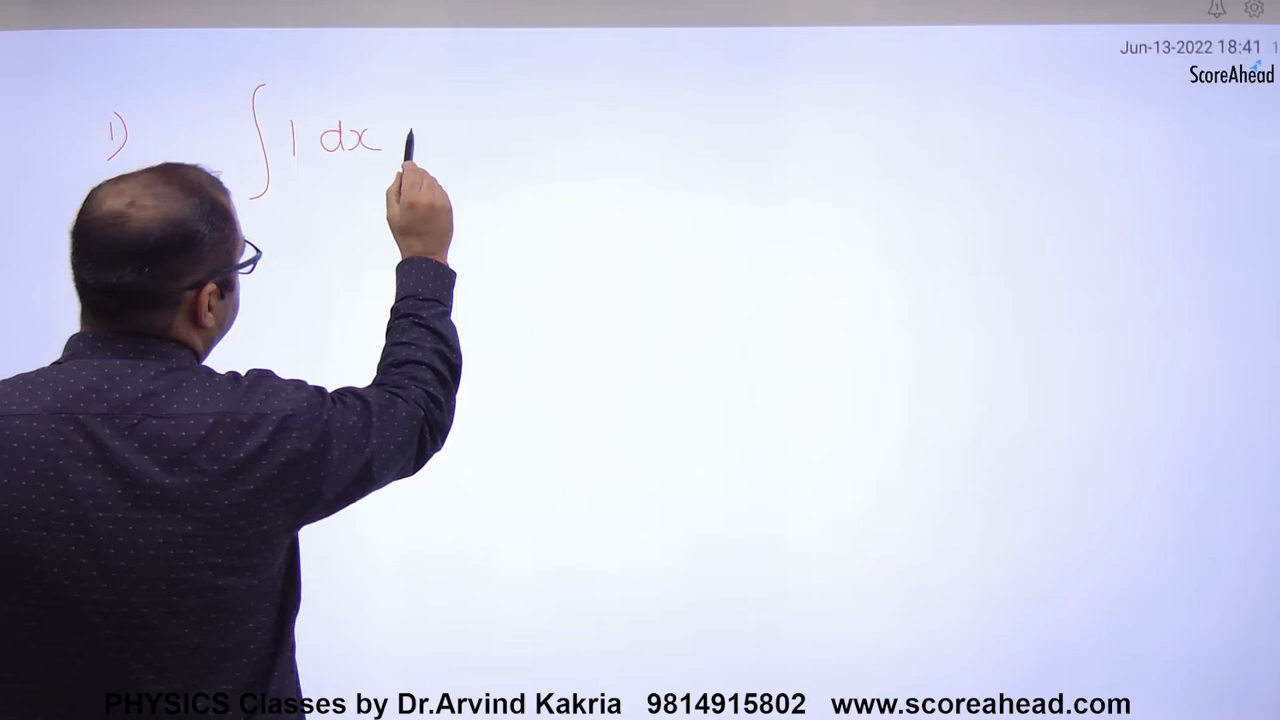 Jun-13-2022 18:41 1
ScoreAhead
1) ∫ 1 dx
PHYSICS Classes by Dr.Arvind Kakria 9814915802 www.scoreahead.com